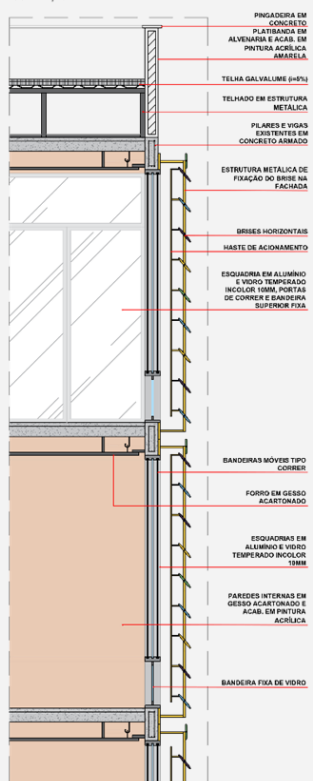 PINGADEIRA EM
CONCRETO
PLATIBANDA EM
ALVENARIA E ACAB. EM
PINTURA ACRÍLICA
AMARELA
TELHA GALVALUME (i=5%)
TELHADO EM ESTRUTURA
METÁLICA
PILARES E VIGAS
EXISTENTES EM
CONCRETO ARMADO
ESTRUTURA METÁLICA DE
FIXAÇÃO DO BRISE NA
FACHADA
BRISES HORIZONTAIS
HASTE DE ACIONAMENTO
ESQUADRIA EM ALUMÍNIO
E VIDRO TEMPERADO
INCOLOR 10MM, PORTAS
DE CORRER E BANDEIRA
SUPERIOR FIXA
BANDEIRAS MÓVEIS TIPO
CORRER
FORRO EM GESSO
ACARTONADO
ESQUADRIAS EM
ALUMÍNIO E VIDRO
TEMPERADO INCOLOR
10MM
PAREDES INTERNAS EM
GESSO ACARTONADO E
ACAB. EM PINTURA
ACRÍLICA
BANDEIRA FIXA DE VIDRO